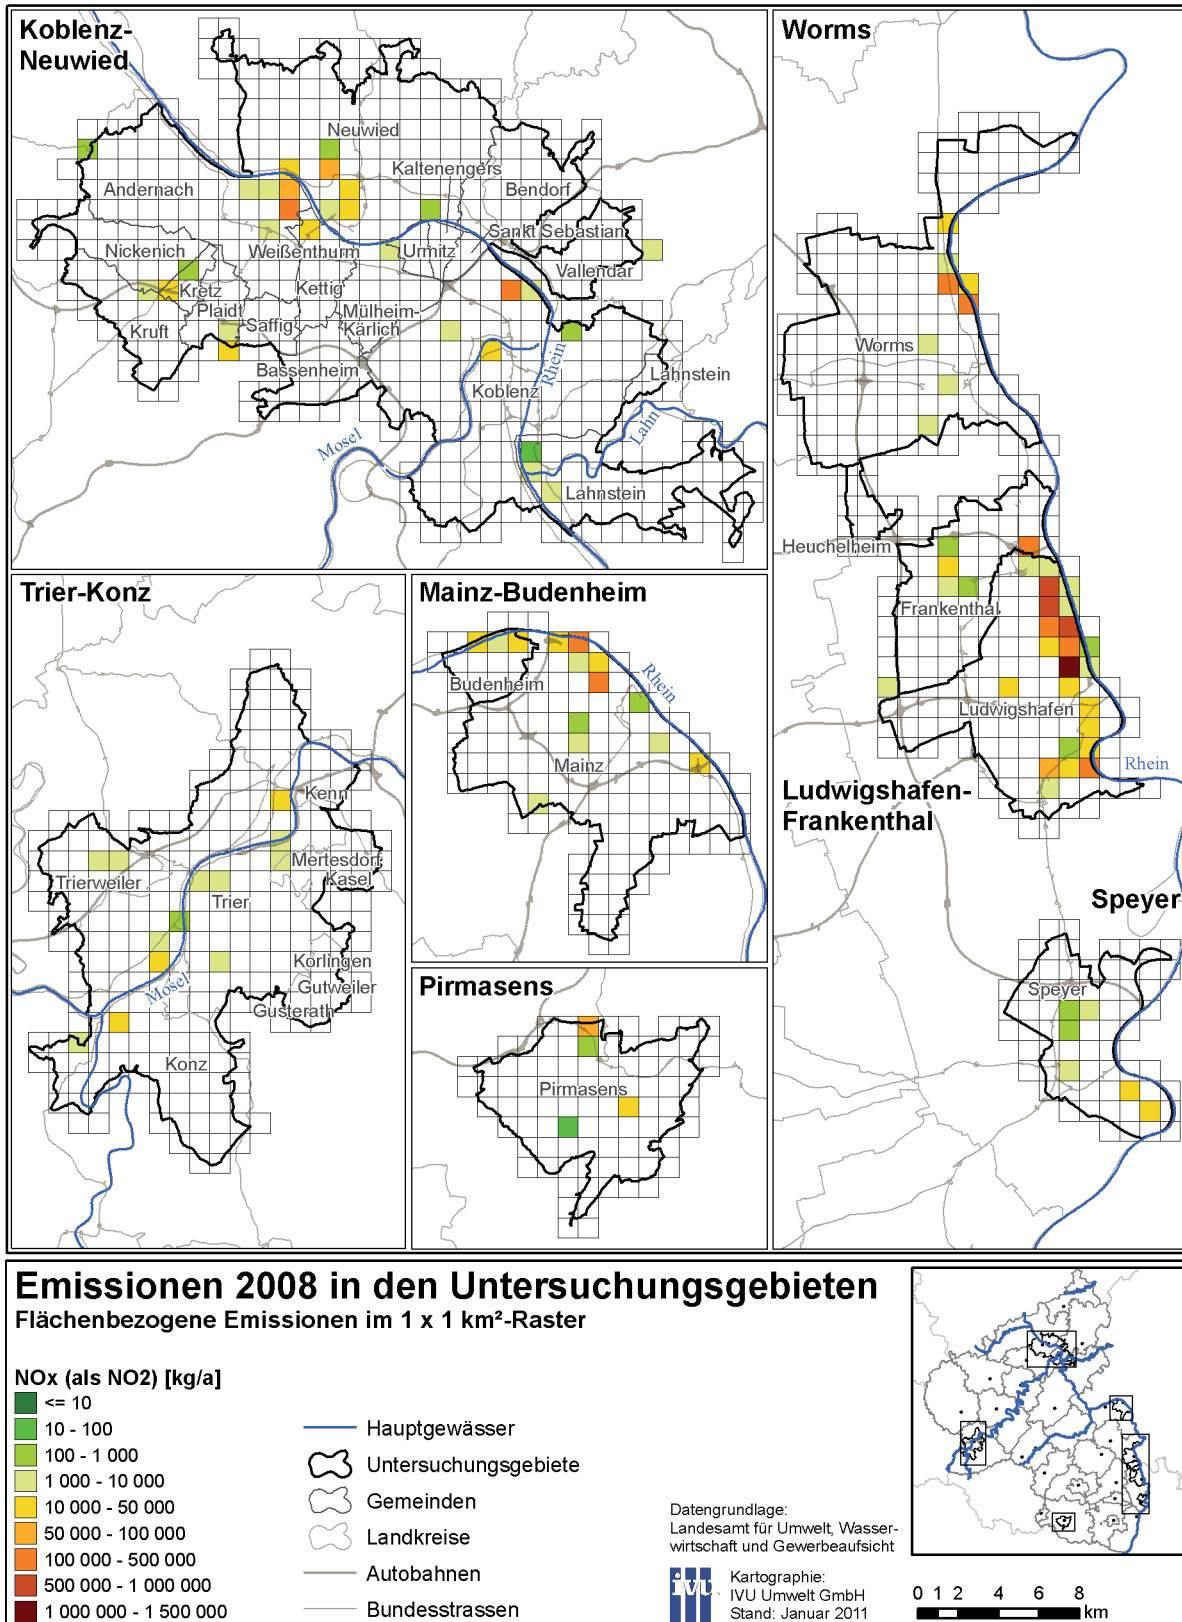 Koblenz-
Neuwied
Neuwied
Kaltenengers
Andernach
Bendorf
Sankt Sebastian
Nickenich
Weißenthurm
Urmitz
Vallendar
Kretz
Kettig
Plaidt
Saffig
Mülheim-
Kärlich
Kruft
Bassenheim
Rhein
Koblenz
Lahnstein
Mosel
Lahn
Lahnstein
Worms
Worms
Heuchelheim
Frankenthal
Ludwigshafen
Rhein
Ludwigshafen-
Frankenthal
Speyer
Speyer
Trier-Konz
Kenn
Mertesdorf
Kasel
Trierweiler
Trier
Korlingen
Gutweiler
Gusterath
Mosel
Konz
Mainz-Budenheim
Rhein
Budenheim
Mainz
Pirmasens
Pirmasens
Emissionen 2008 in den Untersuchungsgebieten
Flächenbezogene Emissionen im 1 x 1 km²-Raster
NOx (als NO2) [kg/a]
<= 10
10 - 100
100 - 1 000
1 000 - 10 000
10 000 - 50 000
50 000 - 100 000
100 000 - 500 000
500 000 - 1 000 000
1 000 000 - 1 500 000
Hauptgewässer
Untersuchungsgebiete
Gemeinden
Landkreise
Autobahnen
Bundesstrassen
Datengrundlage:
Landesamt für Umwelt, Wasser-
wirtschaft und Gewerbeaufsicht
ivu
Kartographie:
IVU Umwelt GmbH
Stand: Januar 2011
0 1 2 4 6 8
km